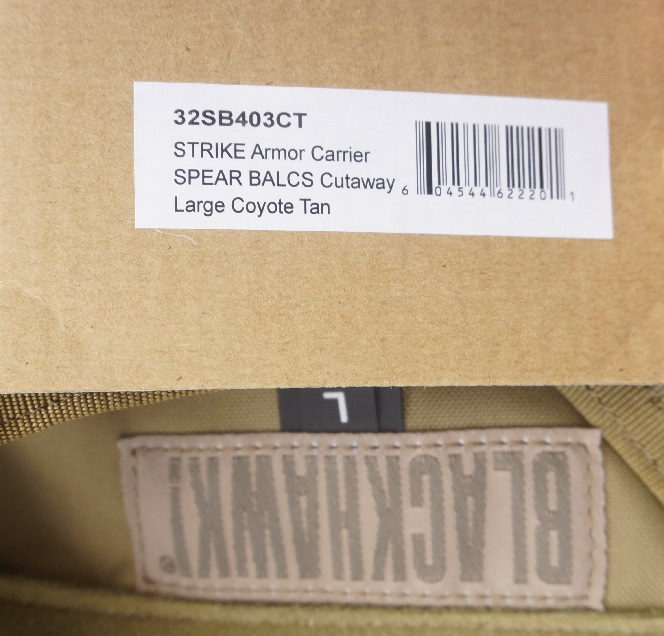 32SB403CT
STRIKE Armor Carrier
SPEAR BALCS Cutaway
Large Coyote Tan
6 04544 62220 1
L
BLACKHAWK!®